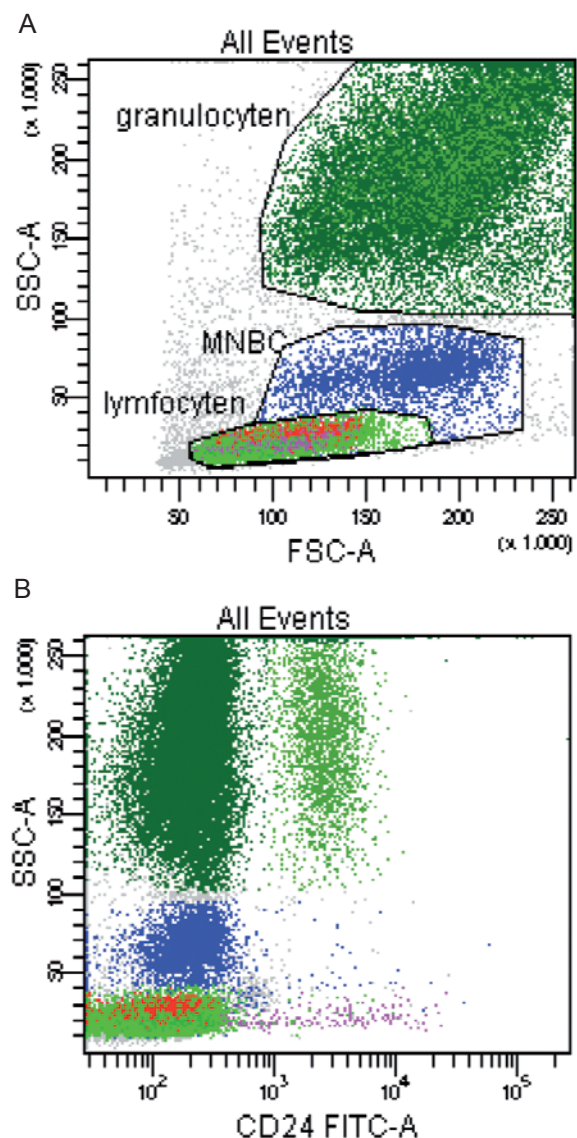 A
All Events
(x 1.000)
250
200
150
100
50
SSC-A
granulocyten
MNBC
lymfocyten
50 100 150 200 250
FSC-A
(x 1.000)
B
All Events
(x 1.000)
250
200
150
100
50
SSC-A
10² 10³ 10⁴ 10⁵
CD24 FITC-A